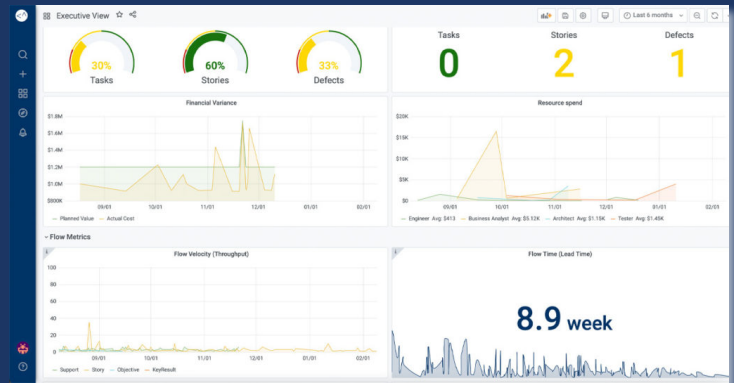 Executive View
Last 6 months
30%
Tasks
60%
Stories
33%
Defects
Tasks
0
Stories
2
Defects
1
Financial Variance
$1.8M
$1.6M
$1.4M
$1.2M
$1.0M
$800K
09/01 10/01 11/01 12/01 01/01 02/01
Planned Value Actual Cost
Resource spend
$20K
$15K
$10K
$5K
$0
09/01 10/01 11/01 12/01 01/01 02/01
Engineer Avg: $413 Business Analyst Avg: $5.12K Architect Avg: $1.15K Tester Avg: $1.45K
Flow Metrics
Flow Velocity (Throughput)
100
80
60
40
20
0
09/01 10/01 11/01 12/01 01/01 02/01
Support Story Objective KeyResult
Flow Time (Lead Time)
8.9 week